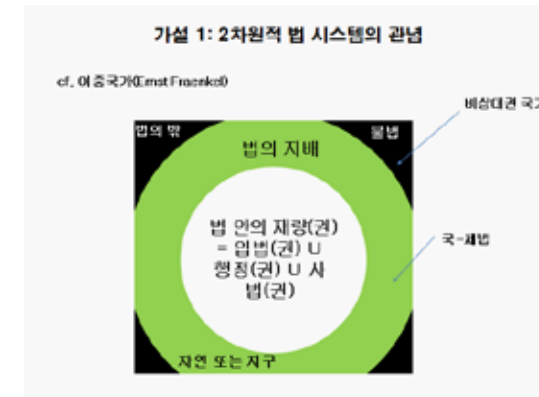 가설 1: 2차원적 법 시스템의 관념
cf. 이중국가(Ernst Fraenkel)
비상대권 국가
법의 밖
불법
법의 지배
법 안의 재량(권)
= 입법(권) U
행정(권) U 사
법(권)
국-제법
자연 또는 지구